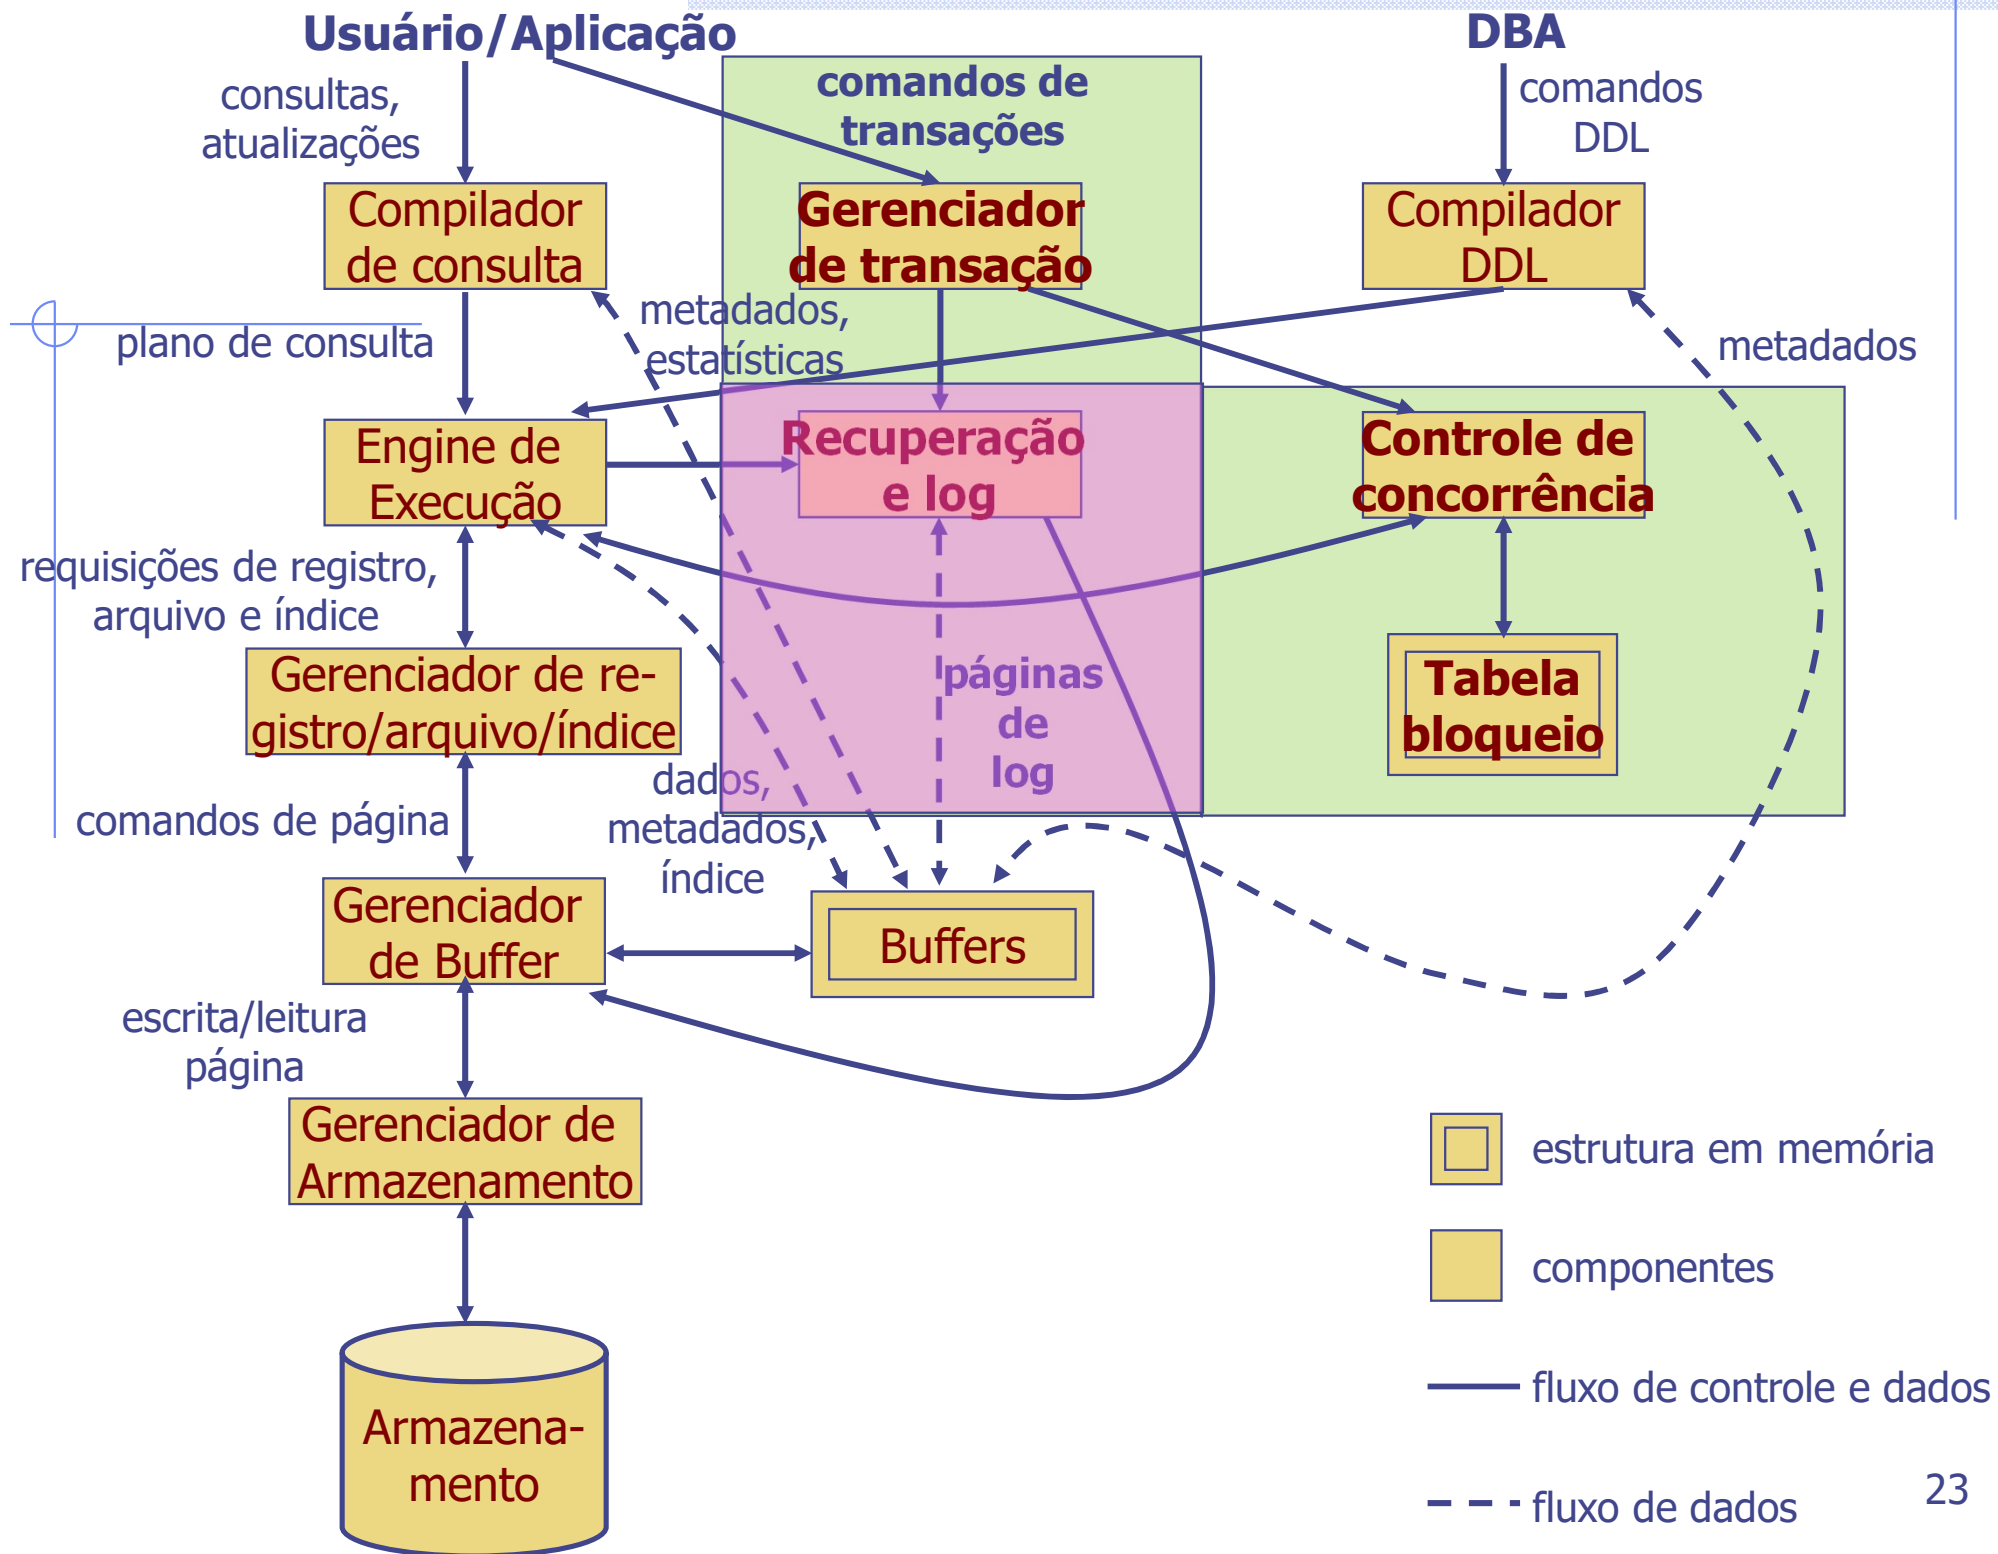 Usuário/Aplicação
DBA
consultas,
atualizações
comandos de
transações
comandos
DDL
Compilador
de consulta
Gerenciador
de transação
Compilador
DDL
plano de consulta
metadados,
estatísticas
metadados
Engine de
Execução
Recuperação
e log
Controle de
concorrência
requisições de registro,
arquivo e índice
Gerenciador de re-
gistro/arquivo/índice
páginas
de
log
Tabela
bloqueio
comandos de página
dados,
metadados,
índice
Gerenciador
de Buffer
Buffers
escrita/leitura
página
Gerenciador de
Armazenamento
Armazena-
mento
estrutura em memória
componentes
fluxo de controle e dados
fluxo de dados
23